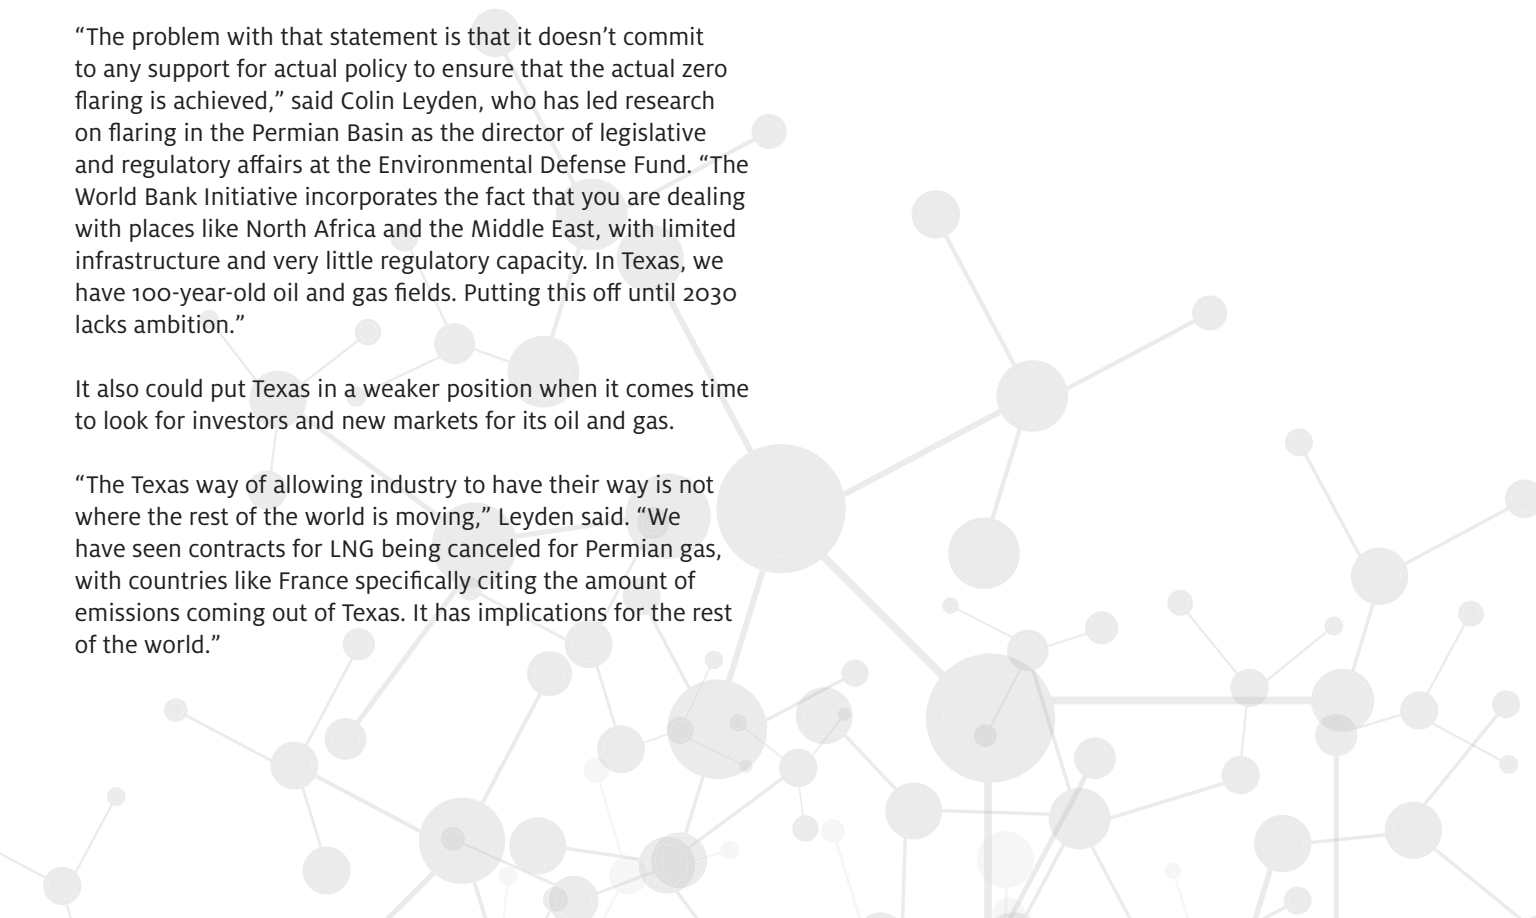 “The problem with that statement is that it doesn’t commit
to any support for actual policy to ensure that the actual zero
flaring is achieved,” said Colin Leyden, who has led research
on flaring in the Permian Basin as the director of legislative
and regulatory affairs at the Environmental Defense Fund. “The
World Bank Initiative incorporates the fact that you are dealing
with places like North Africa and the Middle East, with limited
infrastructure and very little regulatory capacity. In Texas, we
have 100-year-old oil and gas fields. Putting this off until 2030
lacks ambition.”
It also could put Texas in a weaker position when it comes time
to look for investors and new markets for its oil and gas.
“The Texas way of allowing industry to have their way is not
where the rest of the world is moving,” Leyden said. “We
have seen contracts for LNG being canceled for Permian gas,
with countries like France specifically citing the amount of
emissions coming out of Texas. It has implications for the rest
of the world.”